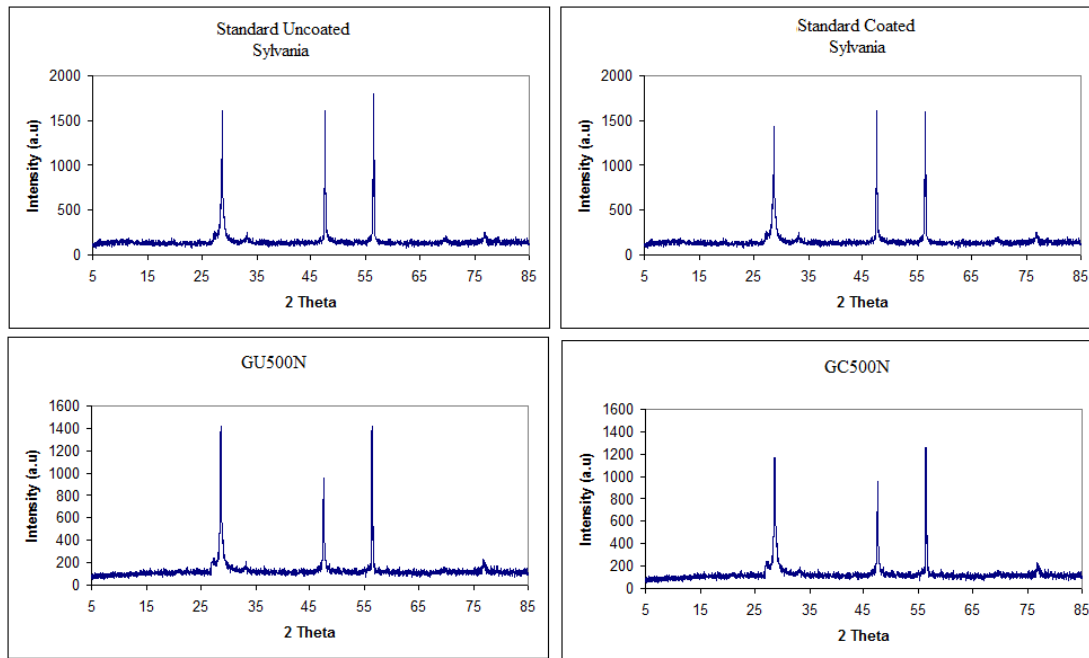 Standard Uncoated
Sylvania
2000
1500
1000
500
0
Intensity (a.u)
5 15 25 35 45 55 65 75 85
2 Theta
Standard Coated
Sylvania
2000
1500
1000
500
0
Intensity (a.u)
5 15 25 35 45 55 65 75 85
2 Theta
GU500N
1600
1400
1200
1000
800
600
400
200
0
Intensity (a.u)
5 15 25 35 45 55 65 75 85
2 Theta
GC500N
1600
1400
1200
1000
800
600
400
200
0
Intensity (a.u)
5 15 25 35 45 55 65 75 85
2 Theta